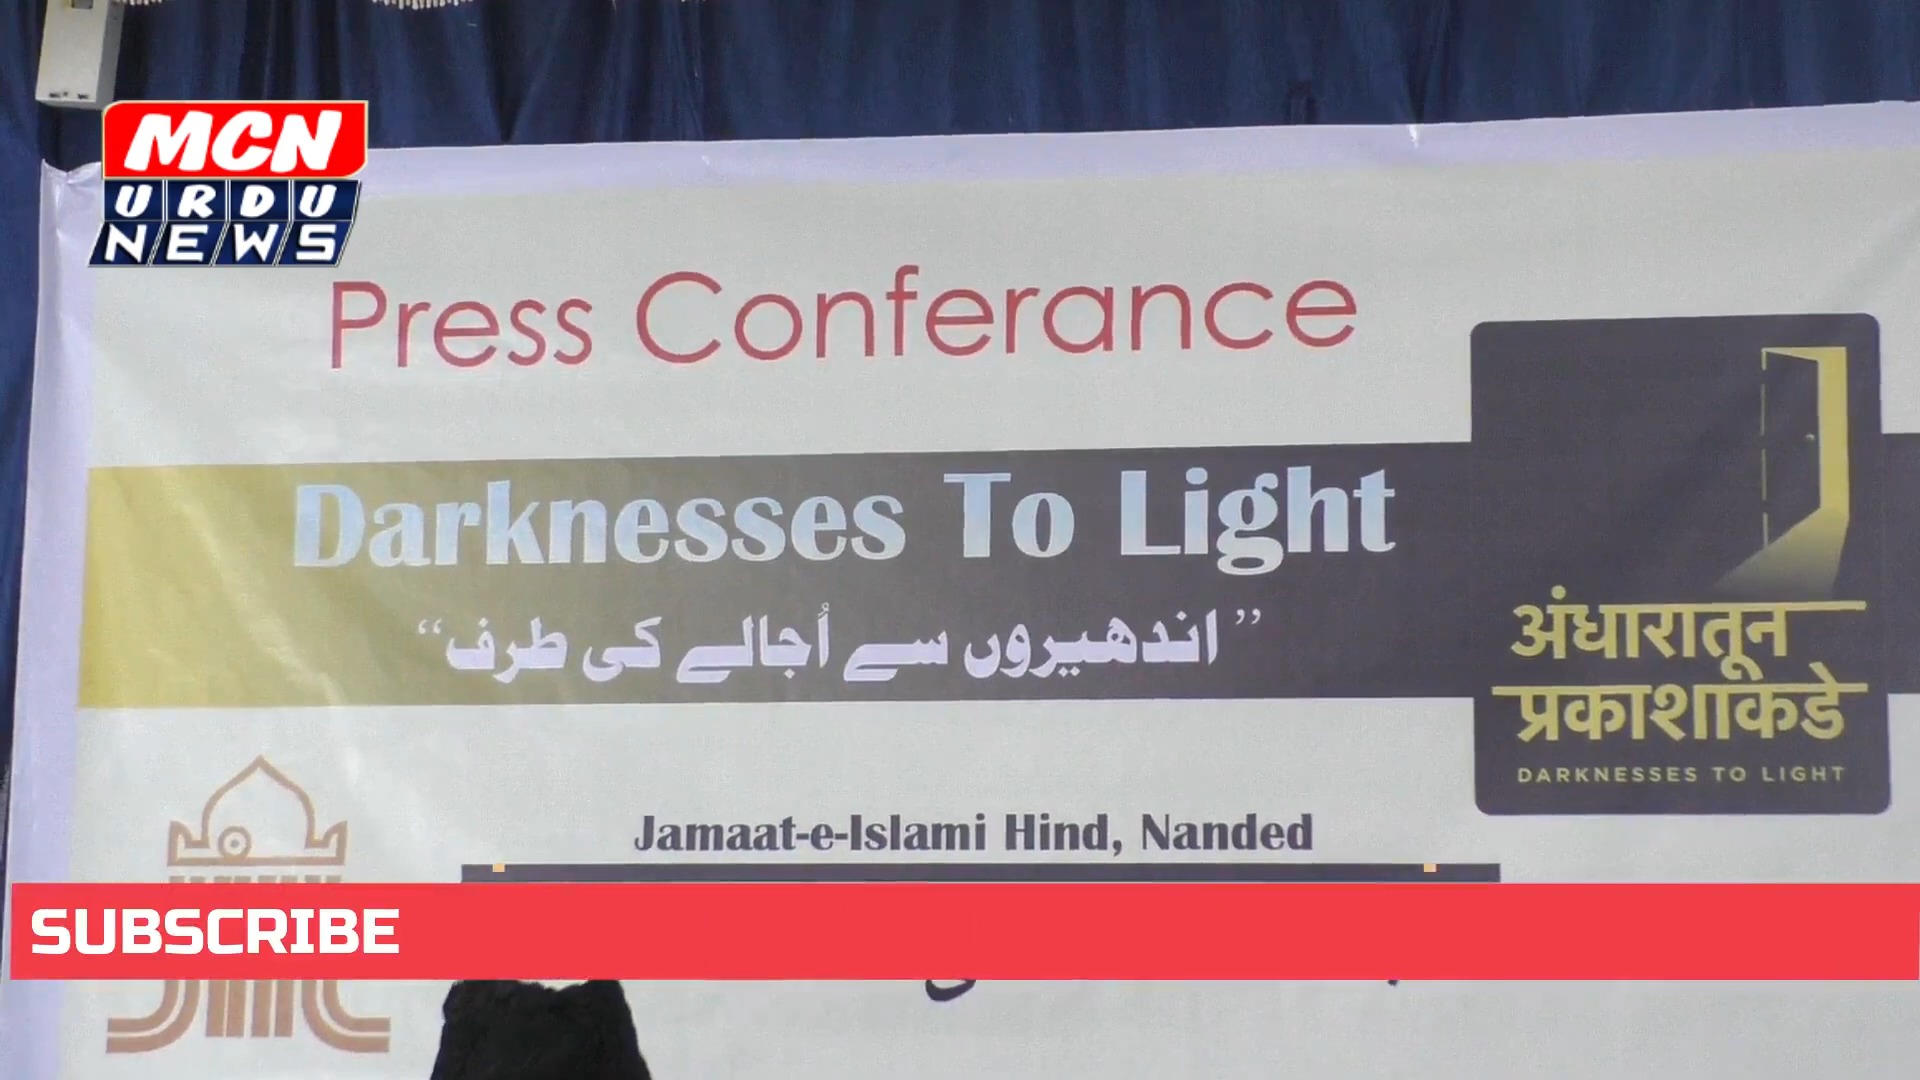 MCN
URDU
NEWS
Press Conferance
Darknesses To Light
” اندھیروں سے اُجالے کی طرف “
अंधारातून
प्रकाशाकडे
DARKNESSES TO LIGHT
Jamaat-e-Islami Hind, Nanded
SUBSCRIBE